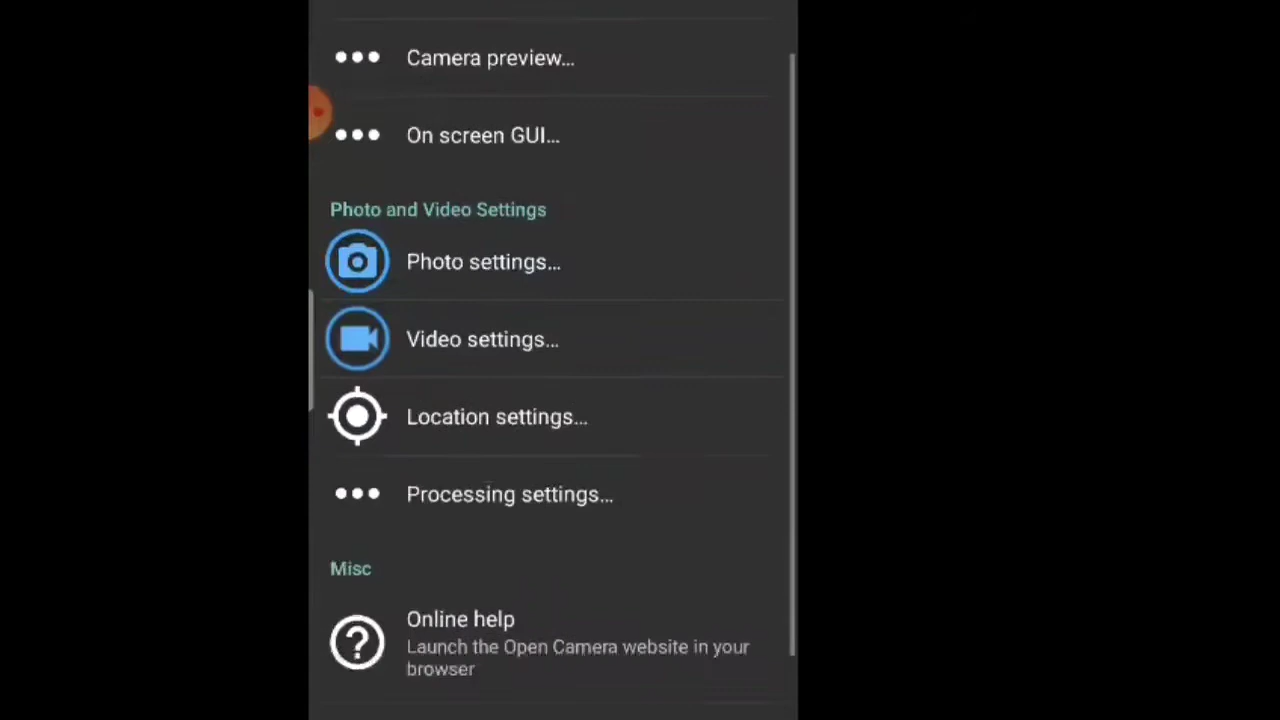 Camera preview...
On screen GUI...
Photo and Video Settings
Photo settings...
Video settings...
Location settings...
Processing settings...
Misc
Online help
Launch the Open Camera website in your
browser